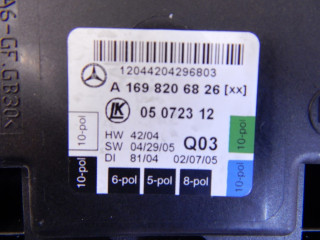 A6-GF.GB30<
12044204296803
A 169 820 68 26 [xx]
LK 05 0723 12
HW 42/04
SW 04/29/05 Q03
DI 81/04 02/07/05
10-pol
10-pol
10-pol
10-pol
6-pol 5-pol 8-pol